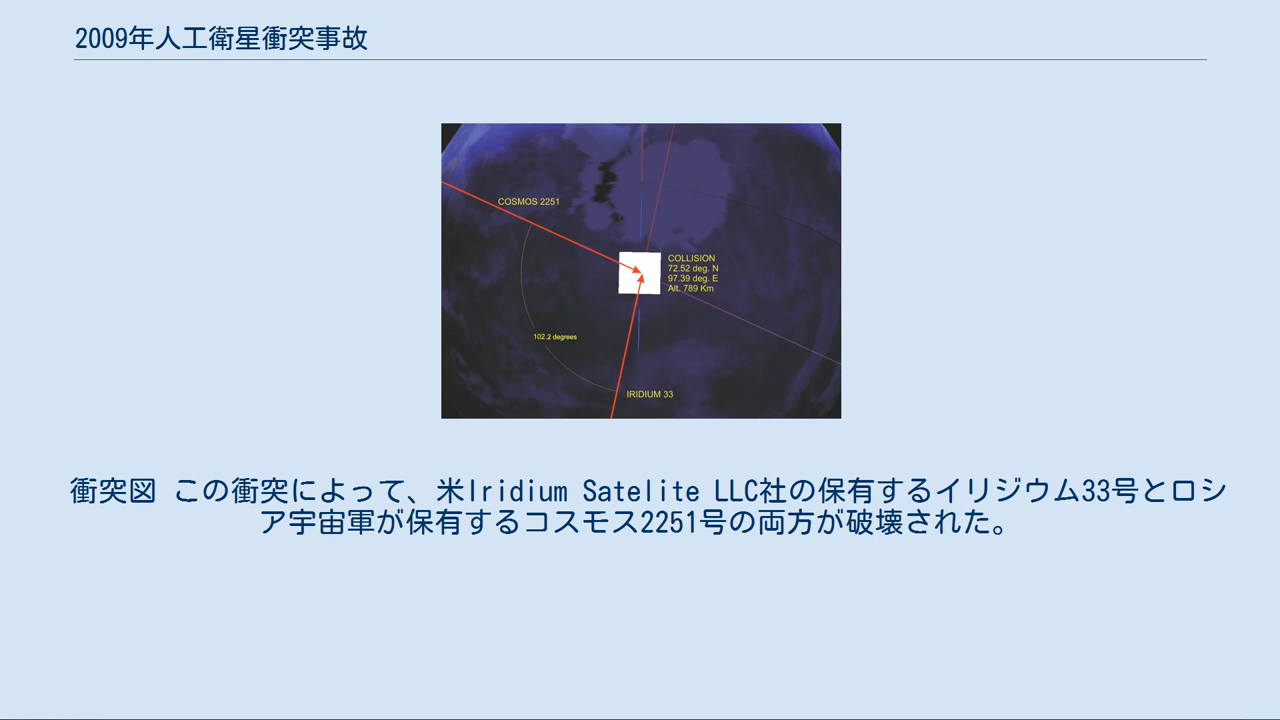 2009年人工衛星衝突事故
COSMOS 2251
COLLISION
72.52 deg. N
97.39 deg. E
Alt. 789 Km
102.2 degrees
IRIDIUM 33
衝突図 この衝突によって、米Iridium Satelite LLC社の保有するイリジウム33号とロシ
ア宇宙軍が保有するコスモス2251号の両方が破壊された。